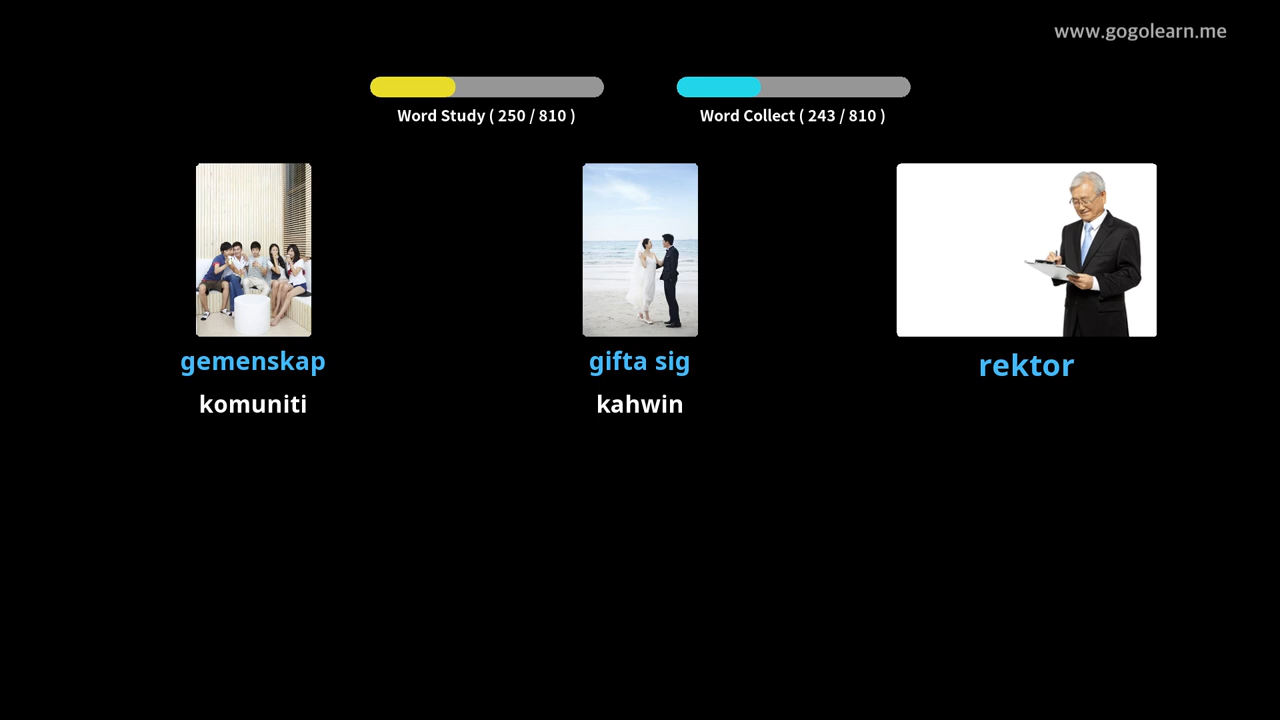 www.gogolearn.me
Word Study ( 250 / 810 )
Word Collect ( 243 / 810 )
gemenskap
komuniti
gifta sig
kahwin
rektor